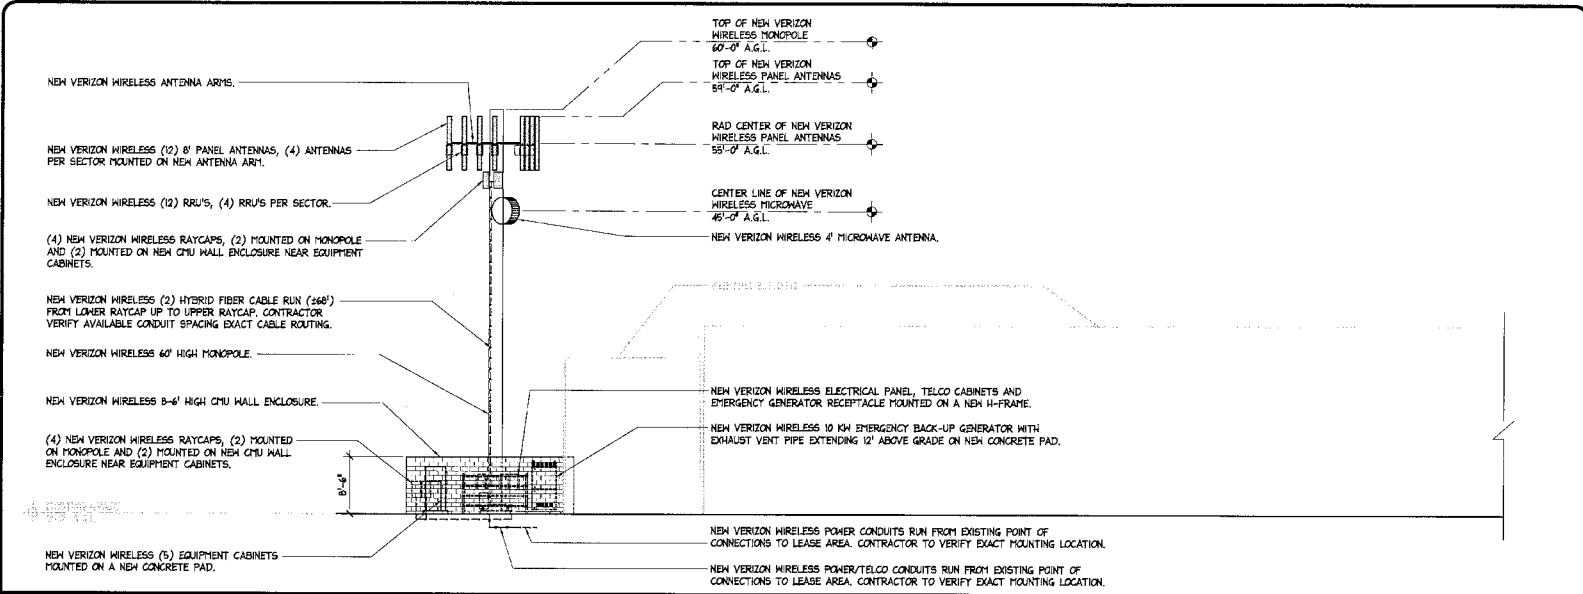 TOP OF NEW VERIZON
WIRELESS MONOPOLE
60'-0" A.G.L.
TOP OF NEW VERIZON
WIRELESS PANEL ANTENNAS
59'-0" A.G.L.
RAD CENTER OF NEW VERIZON
WIRELESS PANEL ANTENNAS
55'-0" A.G.L.
CENTER LINE OF NEW VERIZON
WIRELESS MICROWAVE
45'-0" A.G.L.
NEW VERIZON WIRELESS 4' MICROWAVE ANTENNA.
NEW VERIZON WIRELESS ANTENNA ARMS.
NEW VERIZON WIRELESS (12) 8' PANEL ANTENNAS, (4) ANTENNAS
PER SECTOR MOUNTED ON NEW ANTENNA ARM.
NEW VERIZON WIRELESS (12) RRU'S, (4) RRU'S PER SECTOR.
(4) NEW VERIZON WIRELESS RAYCAPS, (2) MOUNTED ON MONOPOLE
AND (2) MOUNTED ON NEW CMU WALL ENCLOSURE NEAR EQUIPMENT
CABINETS.
NEW VERIZON WIRELESS (2) HYBRID FIBER CABLE RUN (±68')
FROM LOWER RAYCAP UP TO UPPER RAYCAP. CONTRACTOR
VERIFY AVAILABLE CONDUIT SPACING EXACT CABLE ROUTING.
NEW VERIZON WIRELESS 60' HIGH MONOPOLE.
NEW VERIZON WIRELESS 8-6' HIGH CMU WALL ENCLOSURE.
(4) NEW VERIZON WIRELESS RAYCAPS, (2) MOUNTED
ON MONOPOLE AND (2) MOUNTED ON NEW CMU WALL
ENCLOSURE NEAR EQUIPMENT CABINETS.
8'-6"
NEW VERIZON WIRELESS (5) EQUIPMENT CABINETS
MOUNTED ON A NEW CONCRETE PAD.
NEW VERIZON WIRELESS ELECTRICAL PANEL, TELCO CABINETS AND
EMERGENCY GENERATOR RECEPTACLE MOUNTED ON A NEW H-FRAME.
NEW VERIZON WIRELESS 10 KW EMERGENCY BACK-UP GENERATOR WITH
EXHAUST VENT PIPE EXTENDING 12' ABOVE GRADE ON NEW CONCRETE PAD.
NEW VERIZON WIRELESS POWER CONDUITS RUN FROM EXISTING POINT OF
CONNECTIONS TO LEASE AREA. CONTRACTOR TO VERIFY EXACT MOUNTING LOCATION.
NEW VERIZON WIRELESS POWER/TELCO CONDUITS RUN FROM EXISTING POINT OF
CONNECTIONS TO LEASE AREA. CONTRACTOR TO VERIFY EXACT MOUNTING LOCATION.